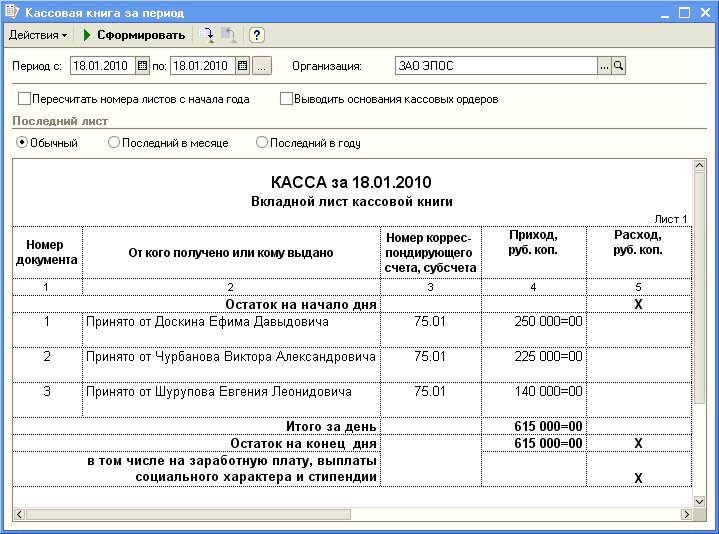 Кассовая книга за период
Действия Сформировать ?
Период с: 18.01.2010 по: 18.01.2010 ... Организация: ЗАО ЭПОС ...
Пересчитать номера листов с начала года Выводить основания кассовых ордеров
Последний лист
Обычный Последний в месяце Последний в году
КАССА за 18.01.2010
Вкладной лист кассовой книги
Лист 1
Номер документа От кого получено или кому выдано Номер коррес-пондирующего счета, субсчета Приход, руб. коп. Расход, руб. коп.
1 2 3 4 5
Остаток на начало дня X
1 Принято от Доскина Ефима Давыдовича 75.01 250 000=00
2 Принято от Чурбанова Виктора Александровича 75.01 225 000=00
3 Принято от Шурупова Евгения Леонидовича 75.01 140 000=00
Итого за день 615 000=00
Остаток на конец дня 615 000=00 X
в том числе на заработную плату, выплаты
социального характера и стипендии X